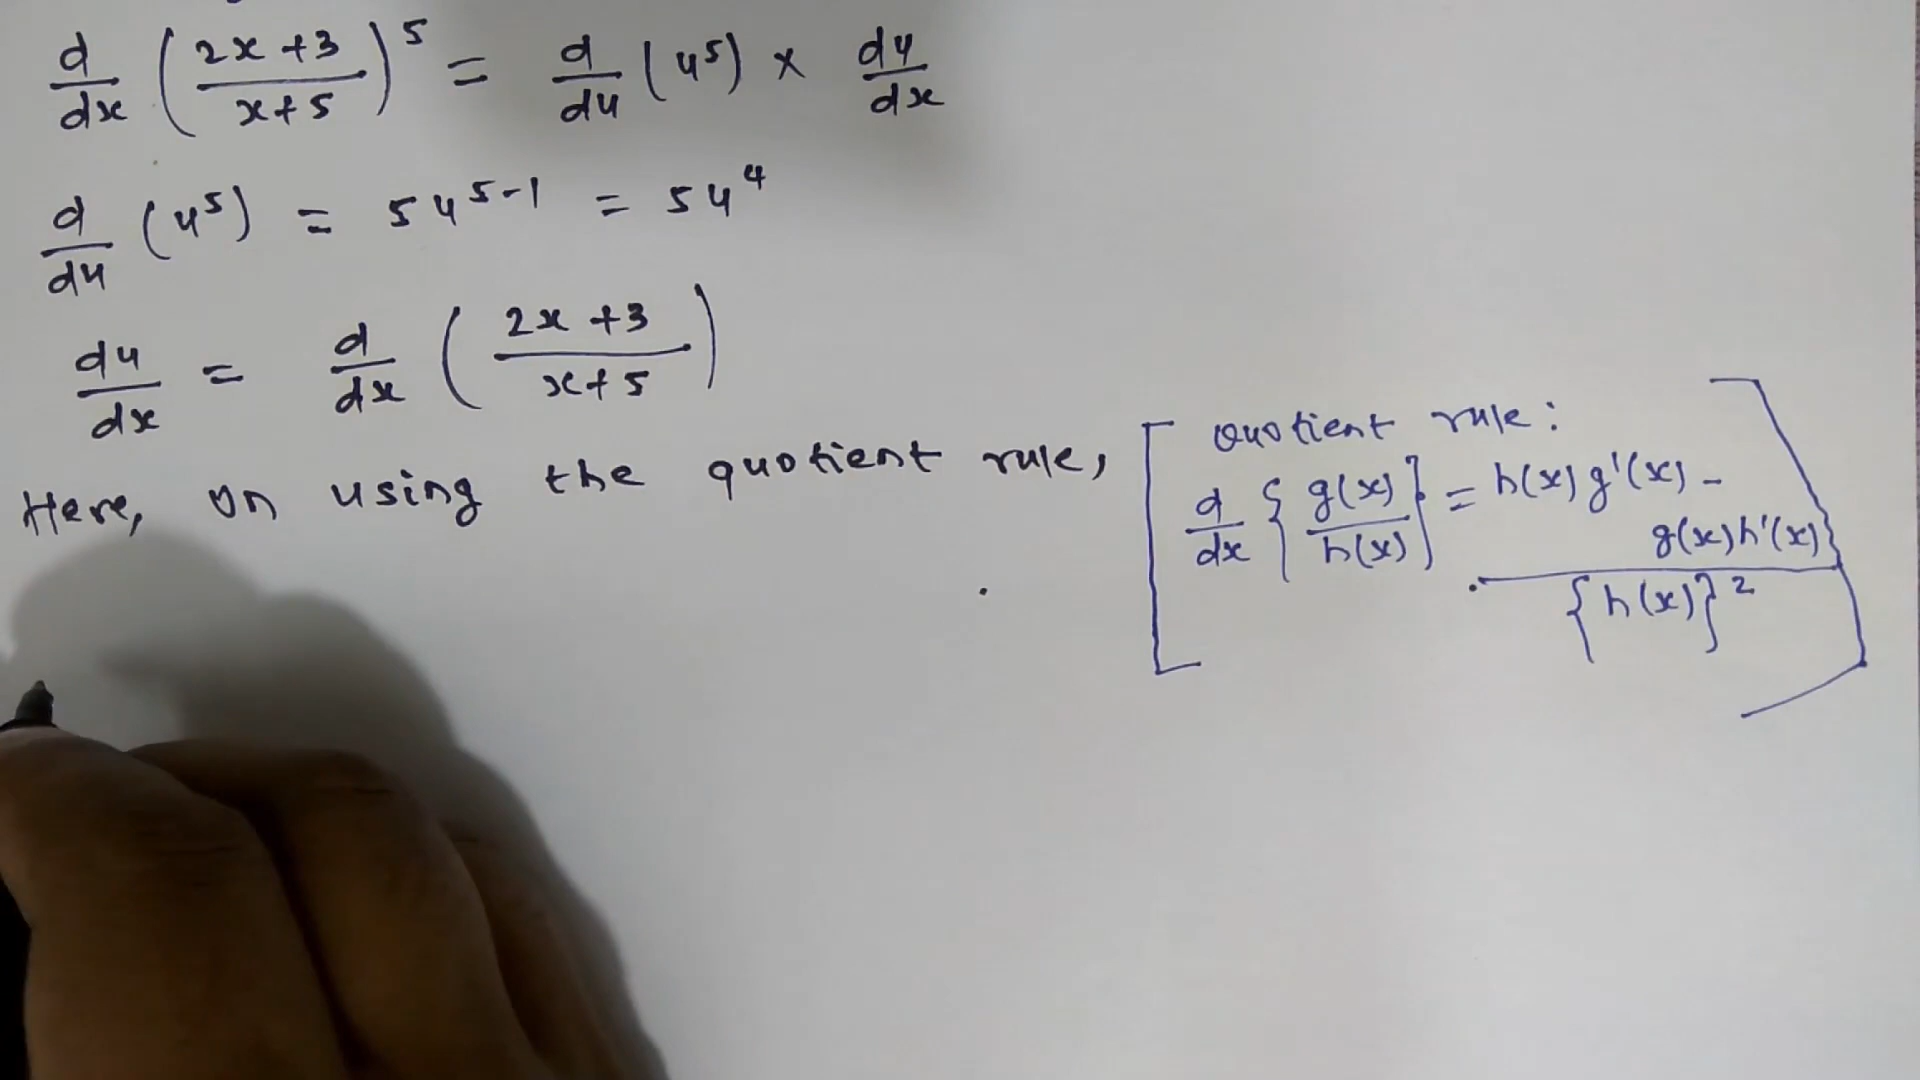 d/dx ( (2x+3)/(x+5) )^5 = d/du (u^5) × du/dx
d/du (u^5) = 5u^(5-1) = 5u^4
du/dx = d/dx ( (2x+3)/(x+5) )
Here, on using the quotient rule,
[ Quotient rule:
d/dx { g(x)/h(x) } = h(x)g'(x) -
g(x)h'(x)
{h(x)}^2 ]